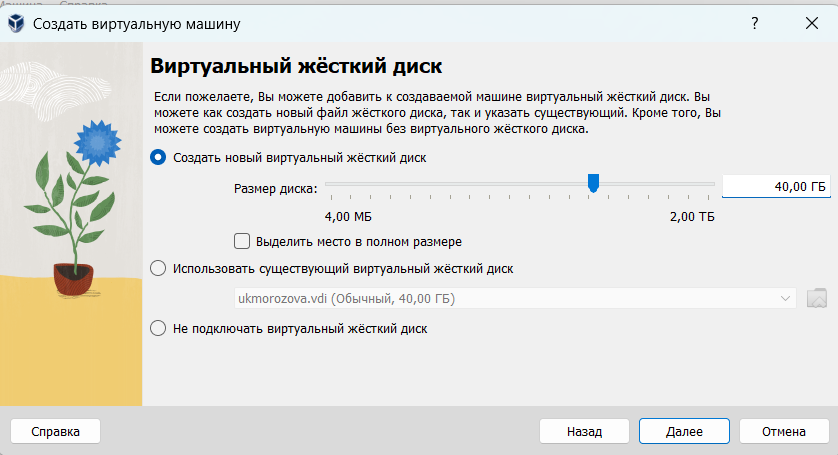 Создать виртуальную машину
?
Виртуальный жёсткий диск
Если пожелаете, Вы можете добавить к создаваемой машине виртуальный жёсткий диск. Вы
можете как создать новый файл жёсткого диска, так и указать существующий. Кроме того, Вы
можете создать виртуальную машины без виртуального жёсткого диска.
Создать новый виртуальный жёсткий диск
Размер диска:
40,00 ГБ
4,00 МБ
2,00 ТБ
Выделить место в полном размере
Использовать существующий виртуальный жёсткий диск
ukmorozova.vdi (Обычный, 40,00 ГБ)
Не подключать виртуальный жёсткий диск
Справка
Назад
Далее
Отмена